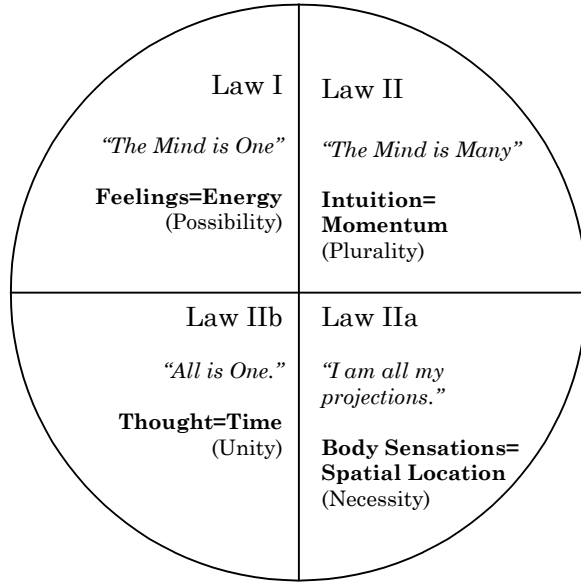 Law I
"The Mind is One"
Feelings=Energy
(Possibility)
Law II
"The Mind is Many"
Intuition=
Momentum
(Plurality)
Law IIb
"All is One."
Thought=Time
(Unity)
Law IIa
"I am all my
projections."
Body Sensations=
Spatial Location
(Necessity)